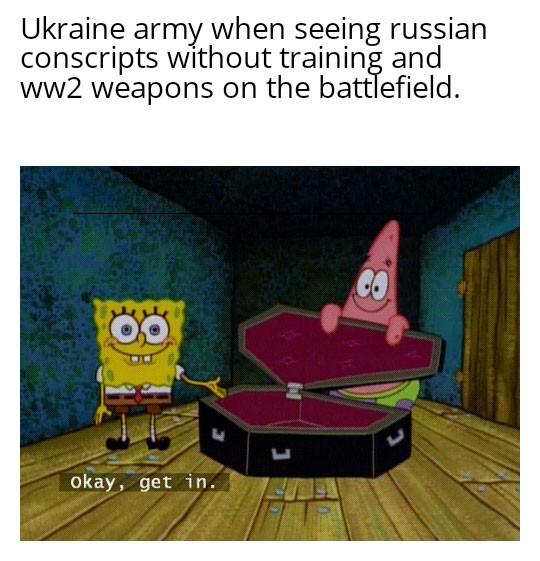 Ukraine army when seeing russian
conscripts without training and
ww2 weapons on the battlefield.
Okay, get in.